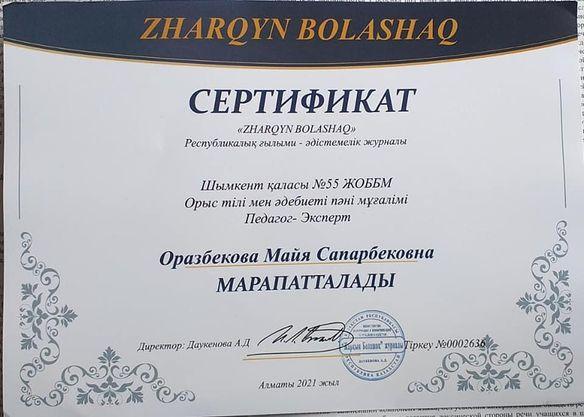 ZHARQYN BOLASHAQ
СЕРТИФИКАТ
«ZHARQYN BOLASHAQ»
Республикалық ғылыми - әдістемелік журналы
Шымкент қаласы №55 ЖОББМ
Орыс тілі мен әдебиеті пәні мұғалімі
Педагог- Эксперт
Оразбекова Майя Сапарбековна
МАРАПАТТАЛАДЫ
Директор: Даукенова А.Д
Тіркеу №0002636
Алматы 2021 жыл